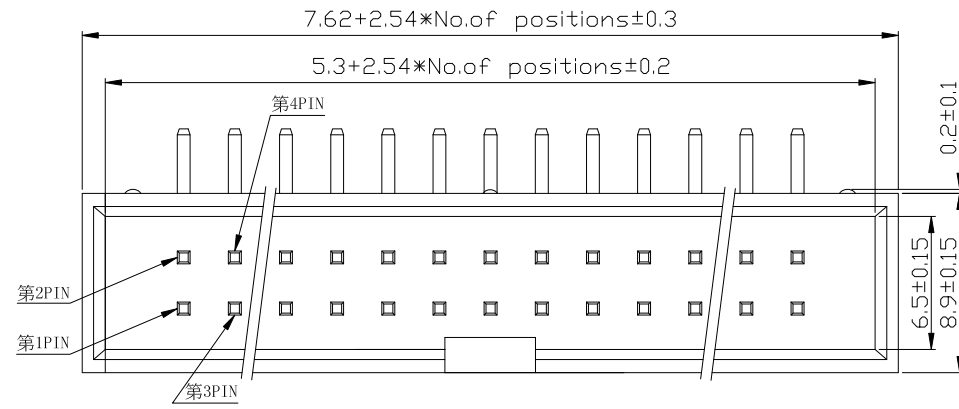 7.62+2.54*No.of positions±0.3
5.3+2.54*No.of positions±0.2
第4PIN
0.2±0.1
第2PIN
第1PIN
第3PIN
6.5±0.15
8.9±0.15